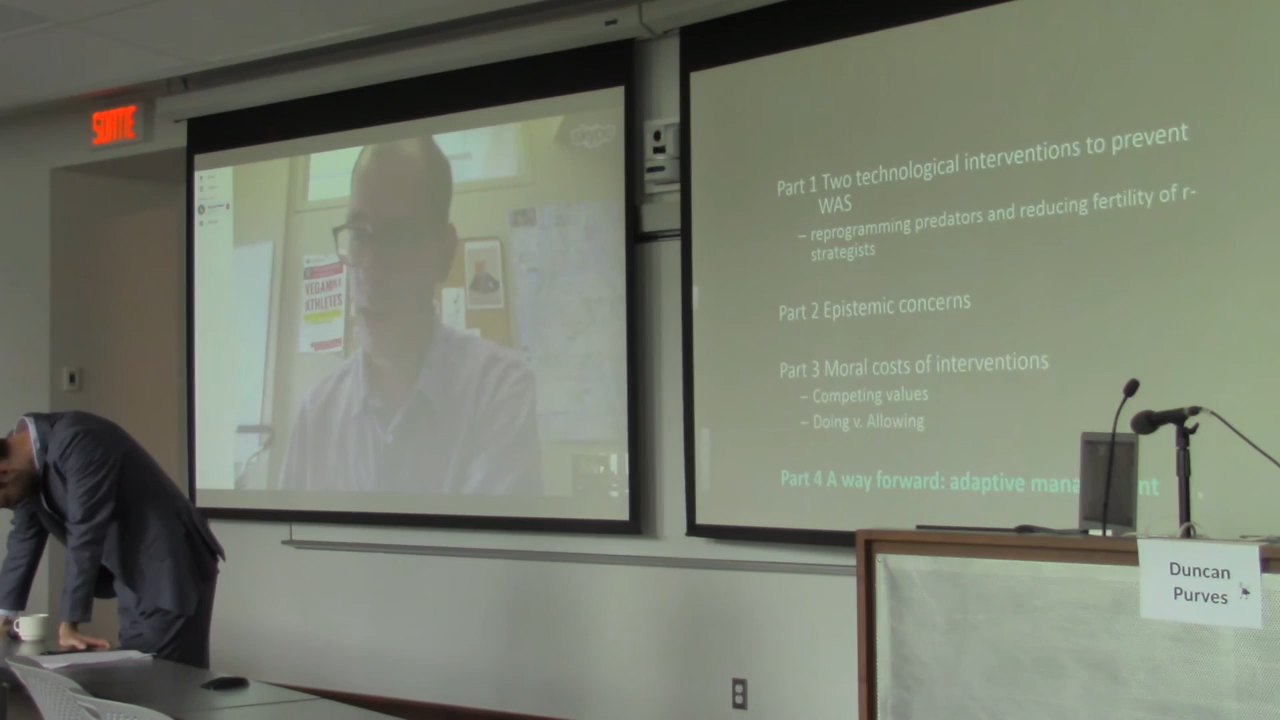 SORTIE
skype
VEGAN
ATHLETES
Part 1 Two technological interventions to prevent
WAS
– reprogramming predators and reducing fertility of r-
strategists
Part 2 Epistemic concerns
Part 3 Moral costs of interventions
– Competing values
– Doing v. Allowing
Part 4 A way forward: adaptive
Duncan
Purves